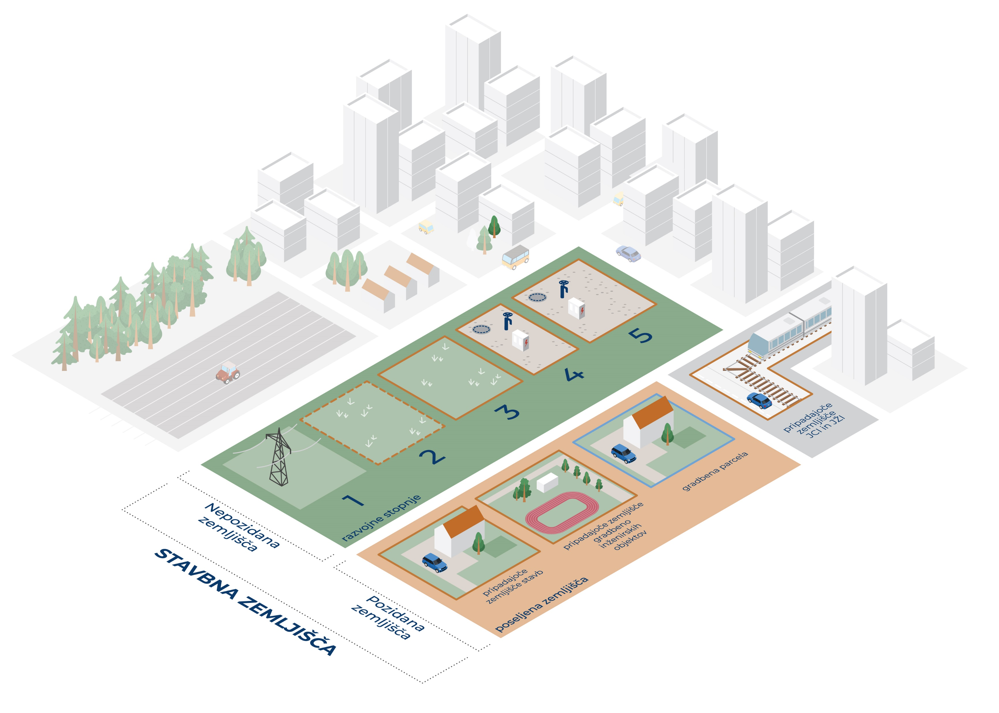 5
4
3
2
1
razvojne stopnje
pripadajoče
zemljišče
JCI in JŽI
gradbena parcela
pripadajoče zemljišče
gradbeno
inženirskih
objektov
pripadajoče
zemljišče stavb
poseljena zemljišča
Nepozidana
zemljišča
Pozidana
zemljišča
STAVBNA ZEMLJIŠČA